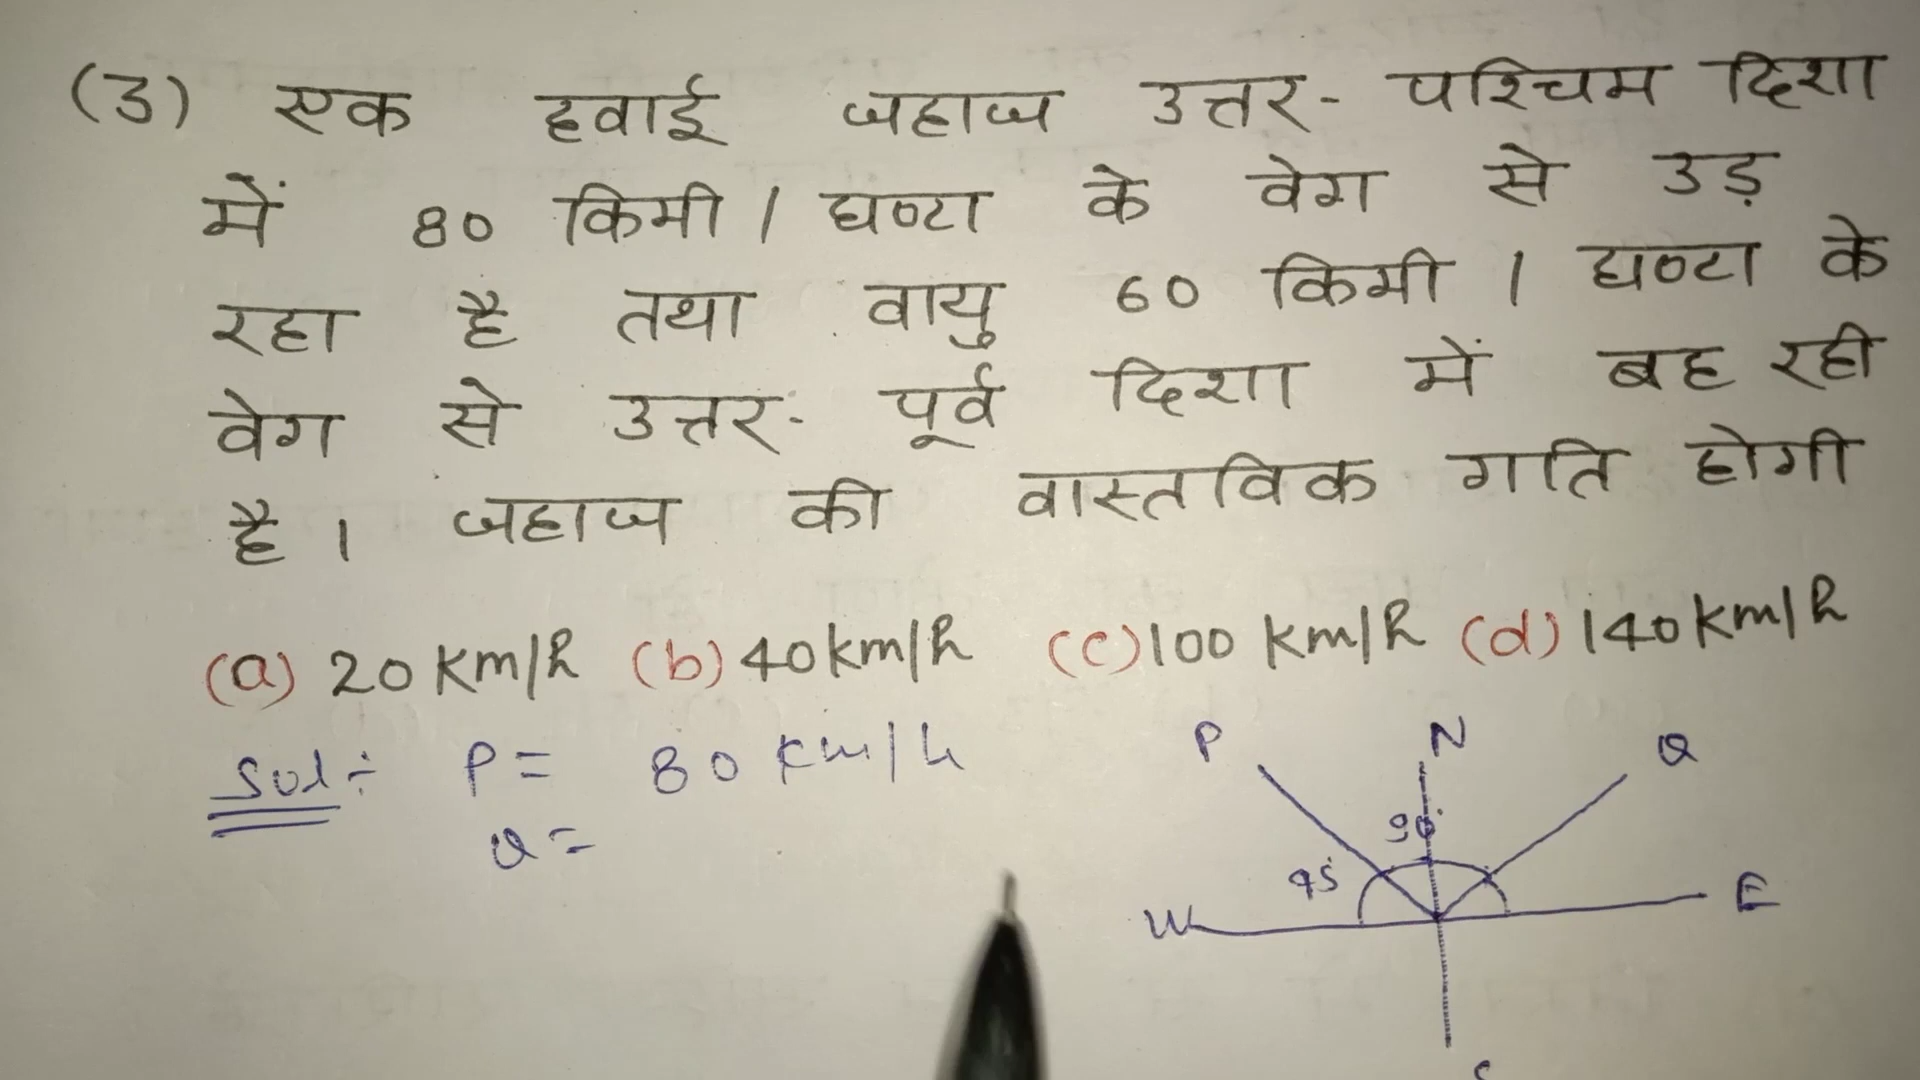 (3) एक हवाई जहाज उत्तर- पश्चिम दिशा
में 80 किमी / घण्टा के वेग से उड़
रहा है तथा वायु 60 किमी / घण्टा के
वेग से उत्तर- पूर्व दिशा में बह रही
है। जहाज की वास्तविक गति होगी
(a) 20 Km/h (b) 40 km/h (c) 100 Km/h (d) 140 km/h
Sol ÷ P = 80 Km/h
Q =
P N Q
90°
45°
W E
S